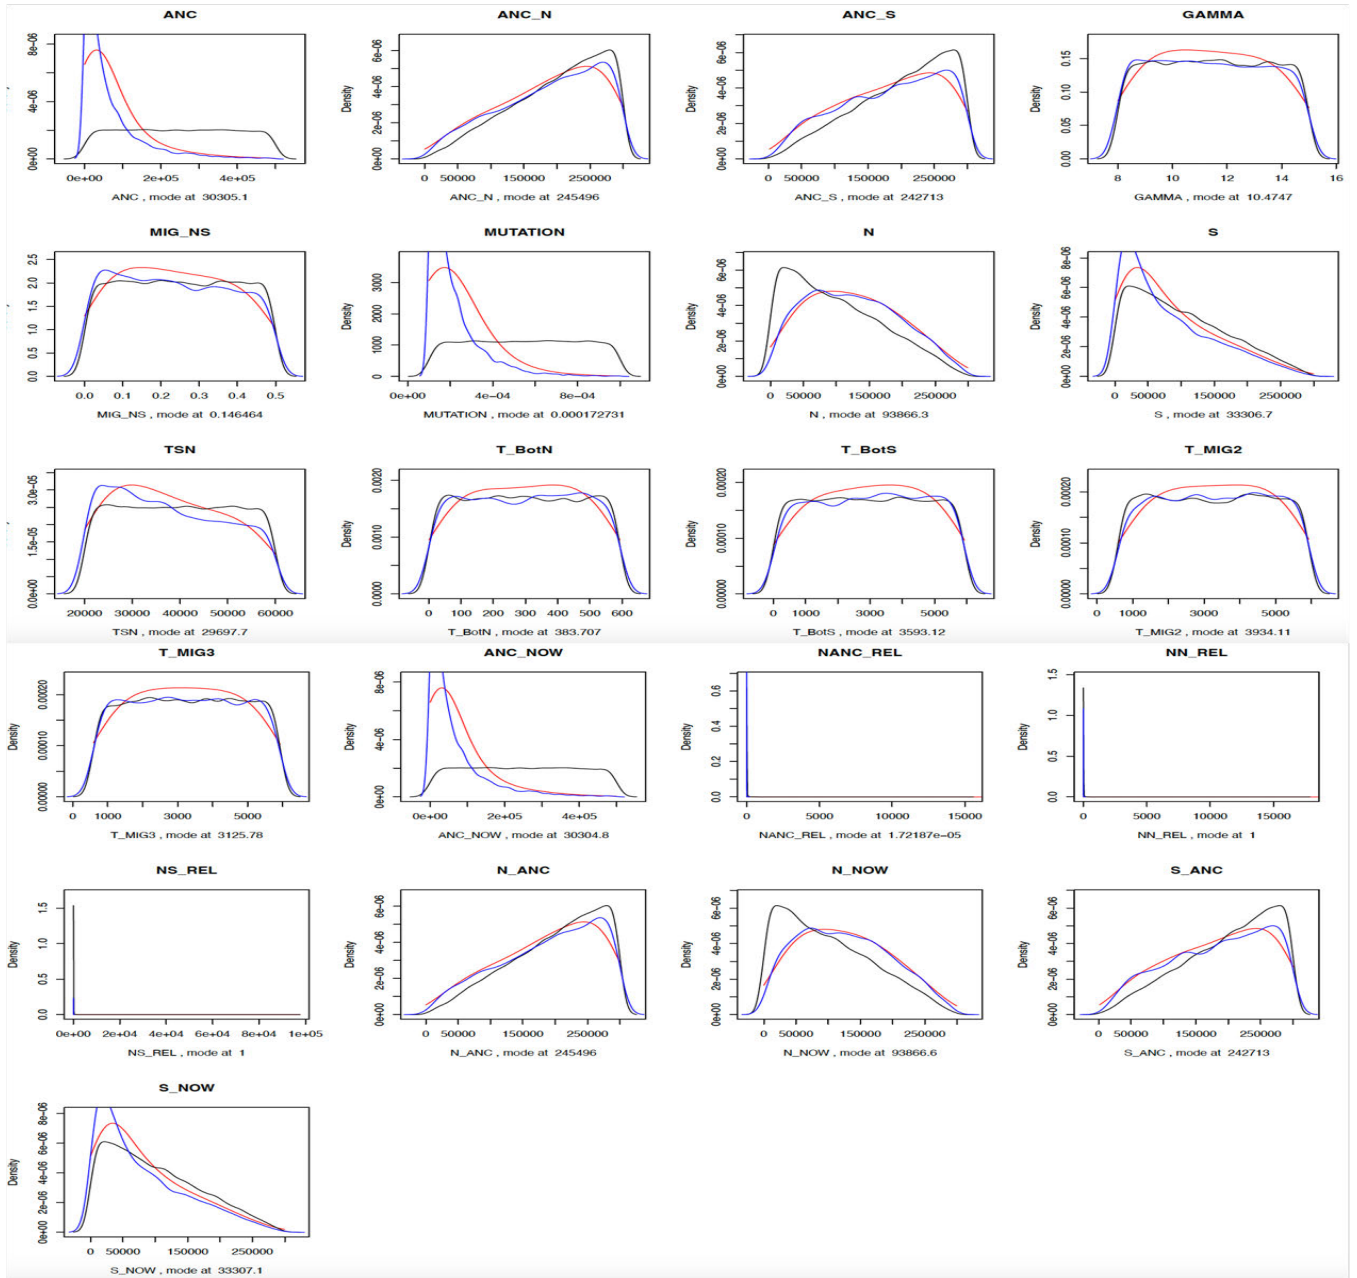 ANC ANC_N ANC_S GAMMA
8e-06
4e-06
0e+00
0e+00 2e+05 4e+05
ANC , mode at 30305.1
Density
6e-06
4e-06
2e-06
0e+00
0 50000 150000 250000
ANC_N , mode at 245496
Density
6e-06
4e-06
2e-06
0e+00
0 50000 150000 250000
ANC_S , mode at 242713
Density
0.15
0.10
0.05
0.00
8 10 12 14 16
GAMMA , mode at 10.4747
MIG_NS MUTATION N S
2.5
2.0
1.5
1.0
0.5
0.0
0.0 0.1 0.2 0.3 0.4 0.5
MIG_NS , mode at 0.146464
Density
3000
2000
1000
0
0e+00 4e-04 8e-04
MUTATION , mode at 0.000172731
Density
6e-06
4e-06
2e-06
0e+00
0 50000 150000 250000
N , mode at 93866.3
Density
8e-06
6e-06
4e-06
2e-06
0e+00
0 50000 150000 250000
S , mode at 33306.7
TSN T_BotN T_BotS T_MIG2
3.0e-05
1.5e-05
0.0e+00
20000 30000 40000 50000 60000
TSN , mode at 29697.7
Density
0.0020
0.0010
0.0000
0 100 200 300 400 500 600
T_BotN , mode at 383.707
Density
0.00020
0.00010
0.00000
0 1000 3000 5000
T_BotS , mode at 3593.12
Density
0.00020
0.00010
0.00000
0 1000 3000 5000
T_MIG2 , mode at 3934.11
T_MIG3 ANC_NOW NANC_REL NN_REL
Density
0.00020
0.00010
0.00000
0 1000 3000 5000
T_MIG3 , mode at 3125.78
Density
8e-06
4e-06
0e+00
0e+00 2e+05 4e+05
ANC_NOW , mode at 30304.8
Density
0.6
0.4
0.2
0.0
0 5000 10000 15000
NANC_REL , mode at 1.72187e-05
Density
1.5
1.0
0.5
0.0
0 5000 10000 15000
NN_REL , mode at 1
NS_REL N_ANC N_NOW S_ANC
Density
1.5
1.0
0.5
0.0
0e+00 2e+04 4e+04 6e+04 8e+04 1e+05
NS_REL , mode at 1
Density
6e-06
4e-06
2e-06
0e+00
0 50000 150000 250000
N_ANC , mode at 245496
Density
6e-06
4e-06
2e-06
0e+00
0 50000 150000 250000
N_NOW , mode at 93866.6
Density
6e-06
4e-06
2e-06
0e+00
0 50000 150000 250000
S_ANC , mode at 242713
S_NOW
Density
8e-06
6e-06
4e-06
2e-06
0e+00
0 50000 150000 250000
S_NOW , mode at 33307.1